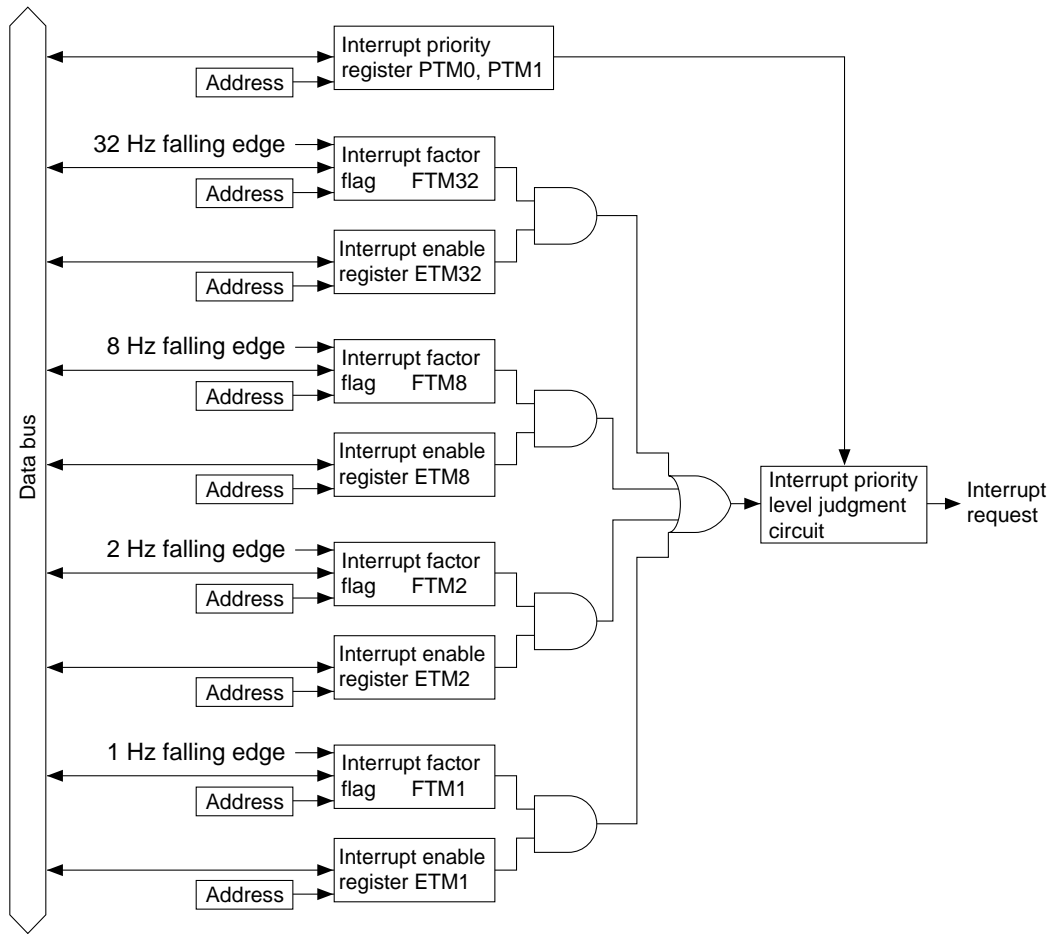 Data bus
Interrupt priority
register PTM0, PTM1
Address
32 Hz falling edge
Interrupt factor
flag FTM32
Address
Interrupt enable
register ETM32
Address
8 Hz falling edge
Interrupt factor
flag FTM8
Address
Interrupt enable
register ETM8
Address
2 Hz falling edge
Interrupt factor
flag FTM2
Address
Interrupt enable
register ETM2
Address
1 Hz falling edge
Interrupt factor
flag FTM1
Address
Interrupt enable
register ETM1
Address
Interrupt priority
level judgment
circuit
Interrupt
request